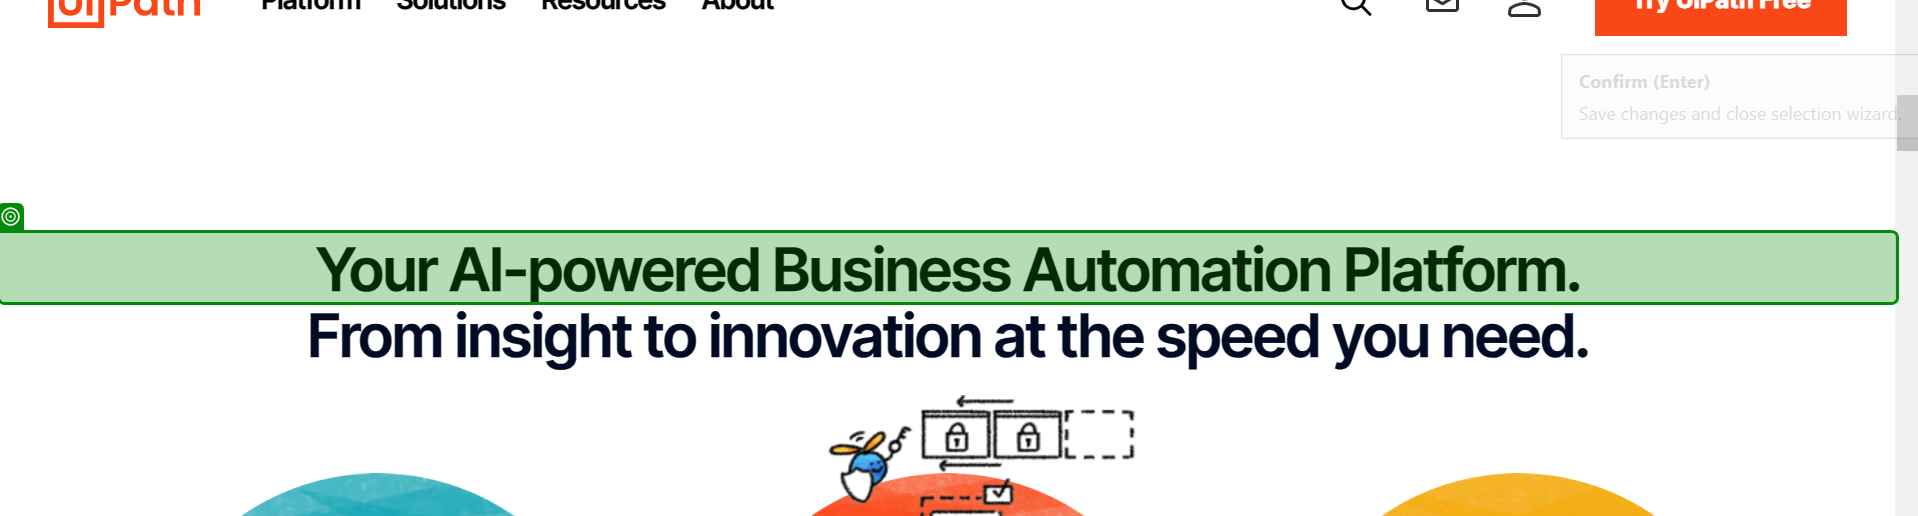 UiPath
Platform Solutions Resources About
Try UiPath Free
Confirm (Enter)
Save changes and close selection wizard.
Your AI-powered Business Automation Platform.
From insight to innovation at the speed you need.